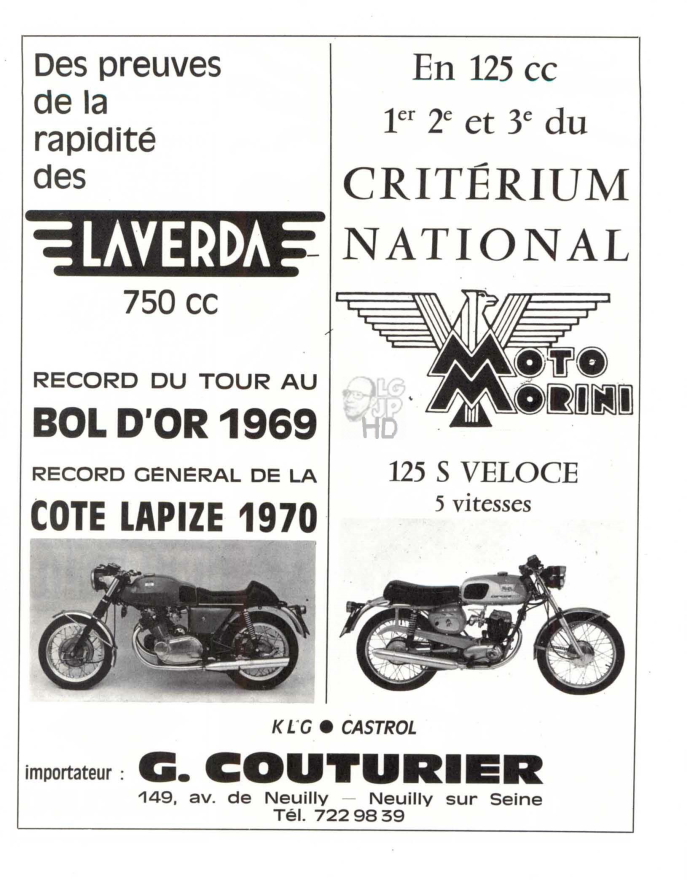 Des preuves
de la
rapidité
des
LAVERDA
750 cc
RECORD DU TOUR AU
BOL D'OR 1969
RECORD GÉNÉRAL DE LA
COTE LAPIZE 1970
En 125 cc
1er 2e et 3e du
CRITÉRIUM
NATIONAL
MOTO
MORINI
LG
JP
HD
125 S VELOCE
5 vitesses
KLG ● CASTROL
importateur : G. COUTURIER
149, av. de Neuilly — Neuilly sur Seine
Tél. 722 98 39